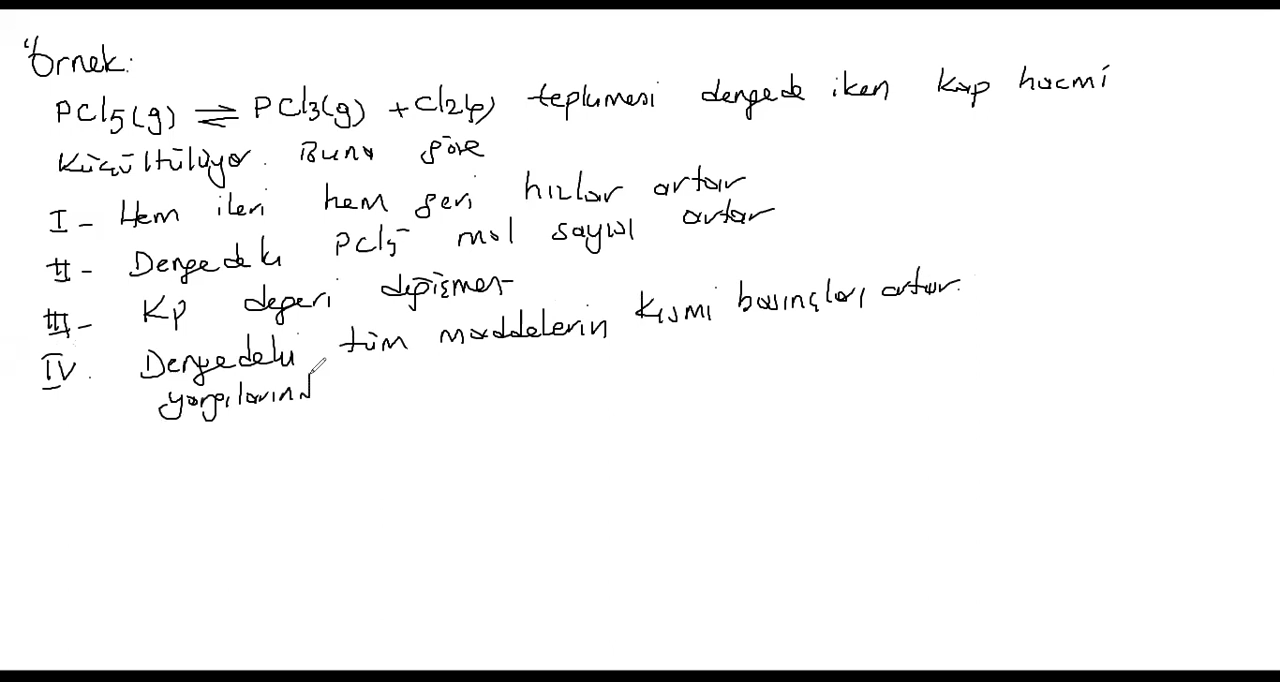 Örnek:
PCl5(g) ⇌ PCl3(g) + Cl2(g) tepkimesi dengede iken kap hacmi
küçültülüyor. Buna göre
I - Hem ileri hem geri hızlar artar
II - Dengedeki PCl5 mol sayısı artar
III - Kp değeri değişmez
IV. Dengedeki tüm maddelerin kısmi basınçları artar.
yargılarınd